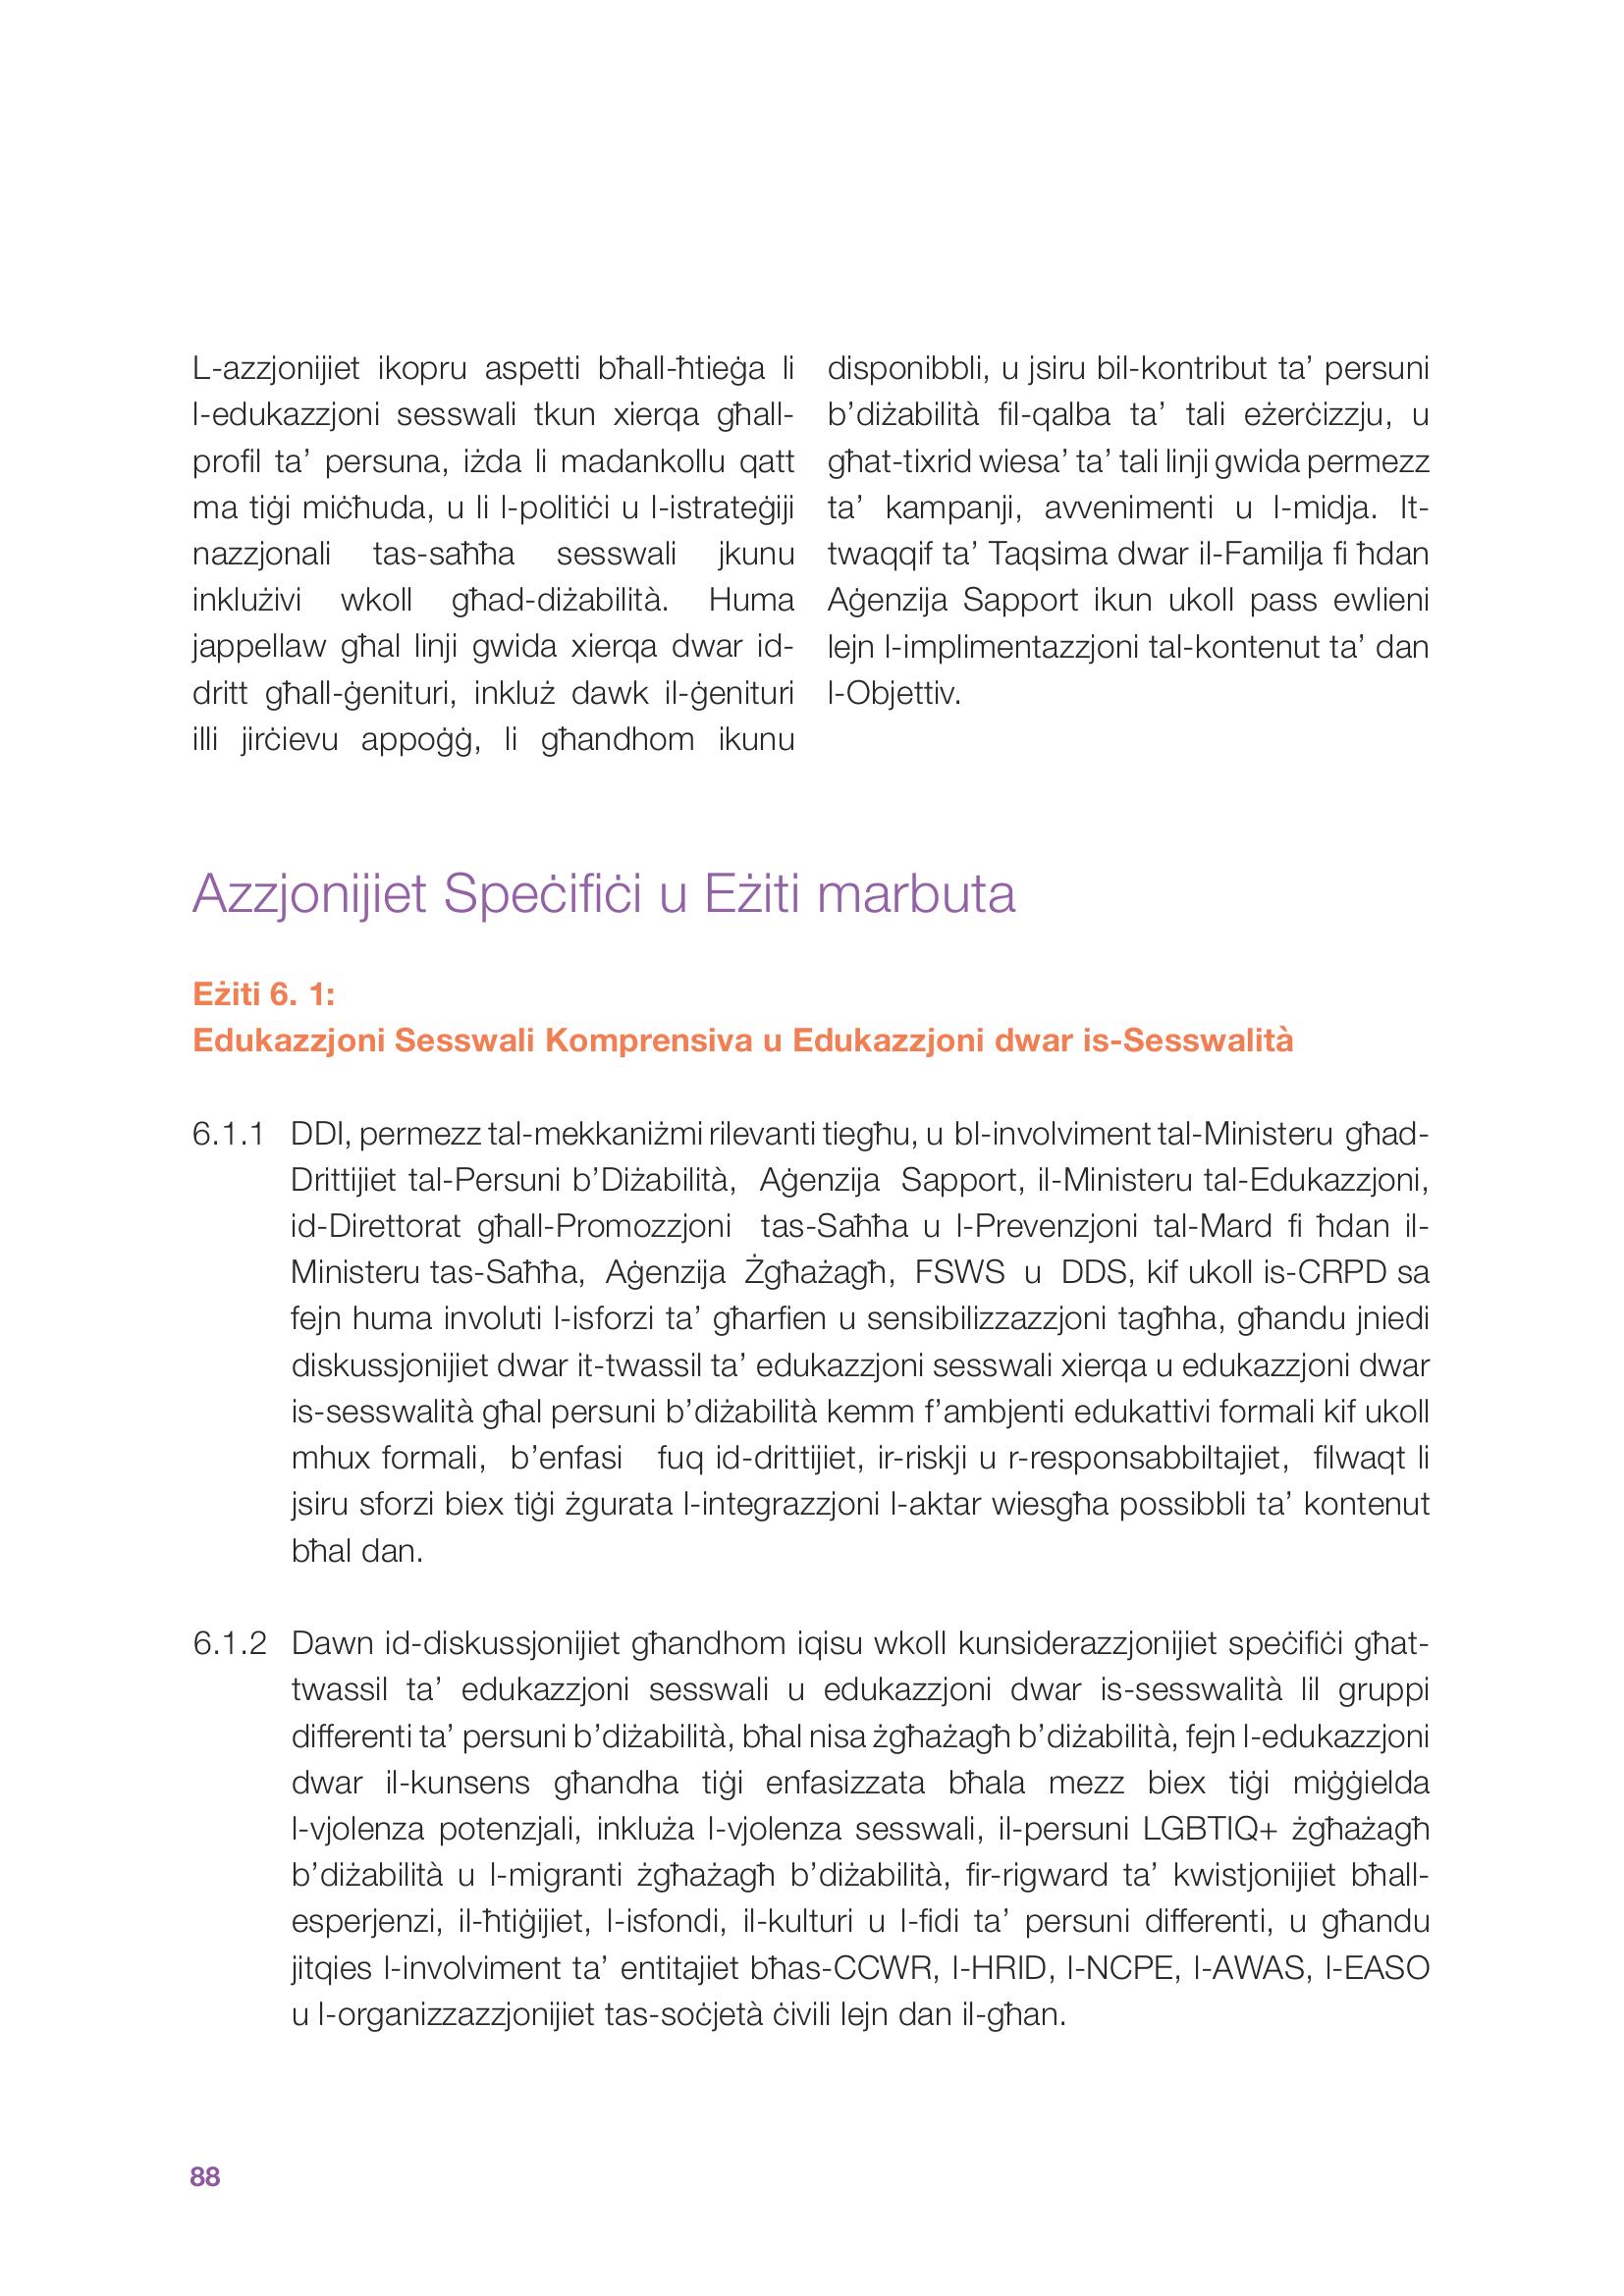 L-azzjonijiet ikopru aspetti bħall-ħtieġa li
l-edukazzjoni sesswali tkun xierqa għall-
profil ta’ persuna, iżda li madankollu qatt
ma tiġi miċħuda, u li l-politiċi u l-istrateġiji
nazzjonali tas-saħħa sesswali jkunu
inklużivi wkoll għad-diżabilità. Huma
jappellaw għal linji gwida xierqa dwar id-
dritt għall-ġenituri, inkluż dawk il-ġenituri
illi jirċievu appoġġ, li għandhom ikunu
disponibbli, u jsiru bil-kontribut ta’ persuni
b’diżabilità fil-qalba ta’ tali eżerċizzju, u
għat-tixrid wiesa’ ta’ tali linji gwida permezz
ta’ kampanji, avvenimenti u l-midja. It-
twaqqif ta’ Taqsima dwar il-Familja fi ħdan
Aġenzija Sapport ikun ukoll pass ewlieni
lejn l-implimentazzjoni tal-kontenut ta’ dan
l-Objettiv.
Azzjonijiet Speċifiċi u Eżiti marbuta
Eżiti 6. 1:
Edukazzjoni Sesswali Komprensiva u Edukazzjoni dwar is-Sesswalità
6.1.1 DDI, permezz tal-mekkaniżmi rilevanti tiegħu, u bl-involviment tal-Ministeru għad-
Drittijiet tal-Persuni b’Diżabilità, Aġenzija Sapport, il-Ministeru tal-Edukazzjoni,
id-Direttorat għall-Promozzjoni tas-Saħħa u l-Prevenzjoni tal-Mard fi ħdan il-
Ministeru tas-Saħħa, Aġenzija Żgħażagħ, FSWS u DDS, kif ukoll is-CRPD sa
fejn huma involuti l-isforzi ta’ għarfien u sensibilizzazzjoni tagħha, għandu jniedi
diskussjonijiet dwar it-twassil ta’ edukazzjoni sesswali xierqa u edukazzjoni dwar
is-sesswalità għal persuni b’diżabilità kemm f’ambjenti edukattivi formali kif ukoll
mhux formali, b’enfasi fuq id-drittijiet, ir-riskji u r-responsabbiltajiet, filwaqt li
jsiru sforzi biex tiġi żgurata l-integrazzjoni l-aktar wiesgħa possibbli ta’ kontenut
bħal dan.
6.1.2 Dawn id-diskussjonijiet għandhom iqisu wkoll kunsiderazzjonijiet speċifiċi għat-
twassil ta’ edukazzjoni sesswali u edukazzjoni dwar is-sesswalità lil gruppi
differenti ta’ persuni b’diżabilità, bħal nisa żgħażagħ b’diżabilità, fejn l-edukazzjoni
dwar il-kunsens għandha tiġi enfasizzata bħala mezz biex tiġi miġġielda
l-vjolenza potenzjali, inkluża l-vjolenza sesswali, il-persuni LGBTIQ+ żgħażagħ
b’diżabilità u l-migranti żgħażagħ b’diżabilità, fir-rigward ta’ kwistjonijiet bħall-
esperjenzi, il-ħtiġijiet, l-isfondi, il-kulturi u l-fidi ta’ persuni differenti, u għandu
jitqies l-involviment ta’ entitajiet bħas-CCWR, l-HRID, l-NCPE, l-AWAS, l-EASO
u l-organizzazzjonijiet tas-soċjetà ċivili lejn dan il-għan.
88